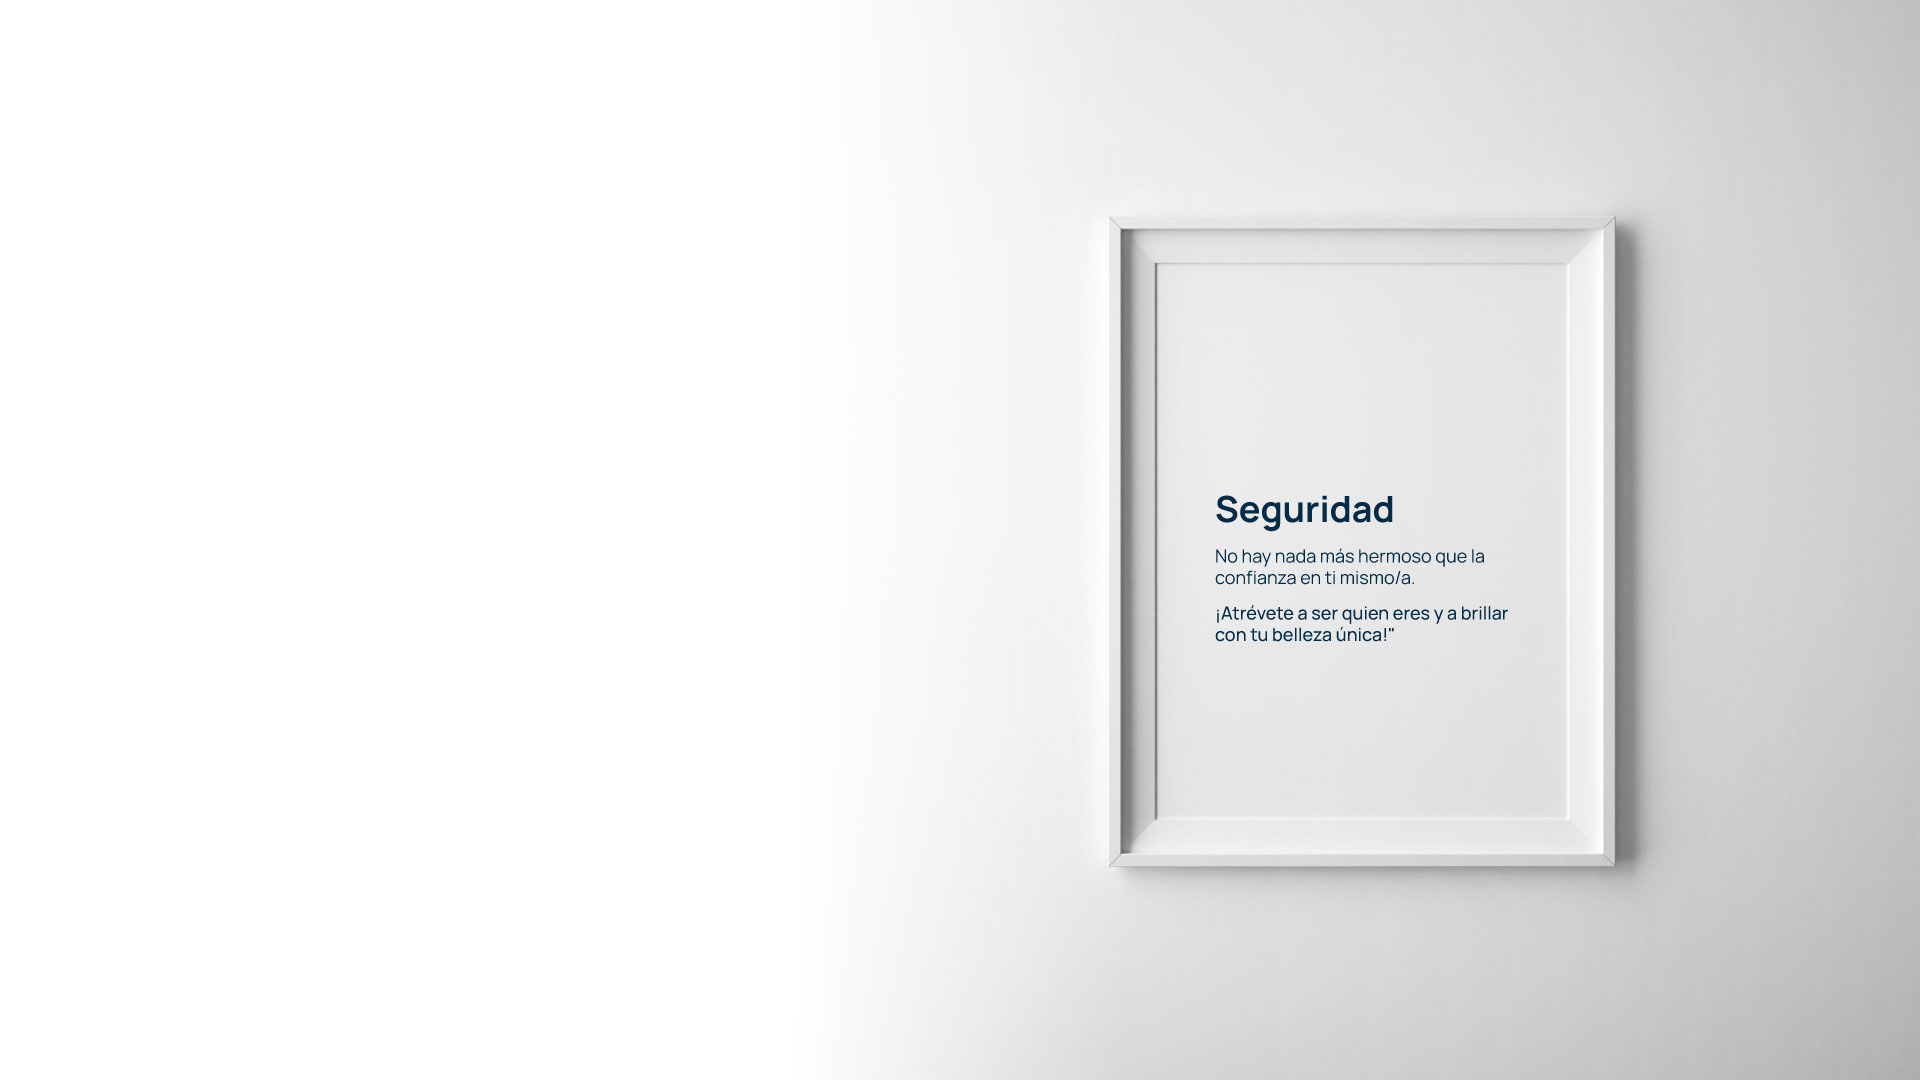 Seguridad
No hay nada más hermoso que la
confianza en ti mismo/a.
¡Atrévete a ser quien eres y a brillar
con tu belleza única!"